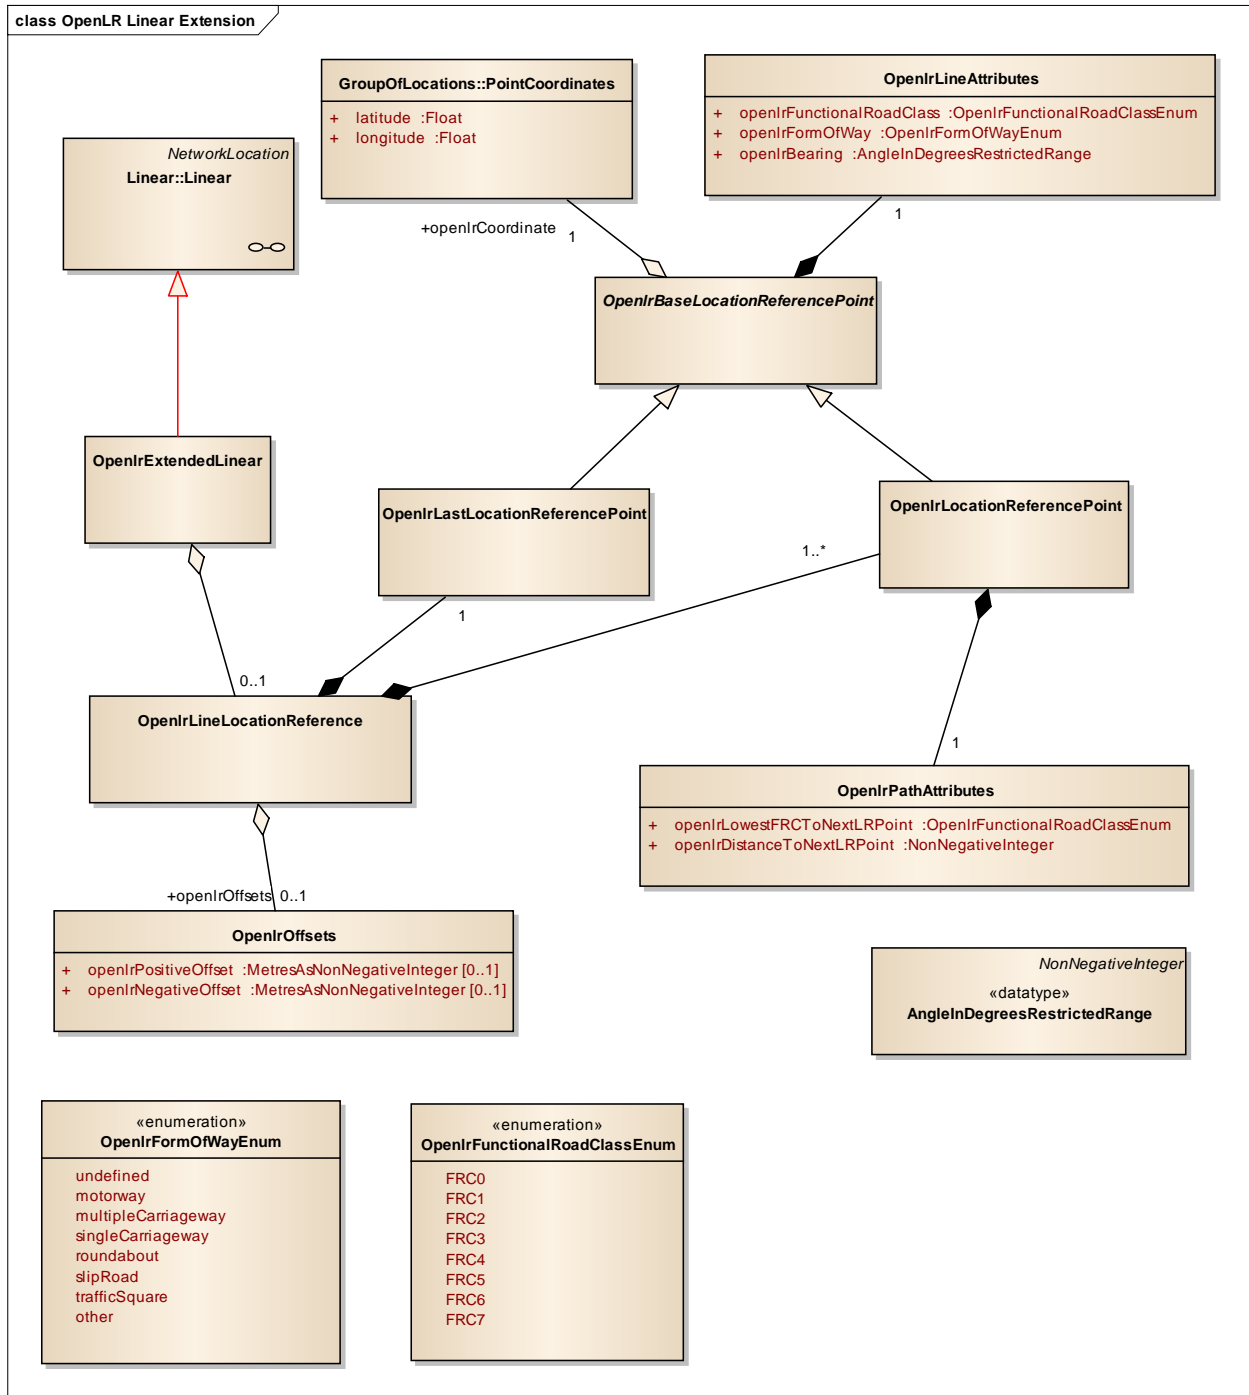 class OpenLR Linear Extension
GroupOfLocations::PointCoordinates
+ latitude :Float
+ longitude :Float
OpenlrLineAttributes
+ openlrFunctionalRoadClass :OpenlrFunctionalRoadClassEnum
+ openlrFormOfWay :OpenlrFormOfWayEnum
+ openlrBearing :AngleInDegreesRestrictedRange
NetworkLocation
Linear::Linear
+openlrCoordinate
1
1
OpenlrBaseLocationReferencePoint
OpenlrExtendedLinear
OpenlrLastLocationReferencePoint
OpenlrLocationReferencePoint
1..*
1
0..1
OpenlrLineLocationReference
1
OpenlrPathAttributes
+ openlrLowestFRCToNextLRPoint :OpenlrFunctionalRoadClassEnum
+ openlrDistanceToNextLRPoint :NonNegativeInteger
+openlrOffsets 0..1
OpenlrOffsets
+ openlrPositiveOffset :MetresAsNonNegativeInteger [0..1]
+ openlrNegativeOffset :MetresAsNonNegativeInteger [0..1]
NonNegativeInteger
«datatype»
AngleInDegreesRestrictedRange
«enumeration»
OpenlrFormOfWayEnum
undefined
motorway
multipleCarriageway
singleCarriageway
roundabout
slipRoad
trafficSquare
other
«enumeration»
OpenlrFunctionalRoadClassEnum
FRC0
FRC1
FRC2
FRC3
FRC4
FRC5
FRC6
FRC7